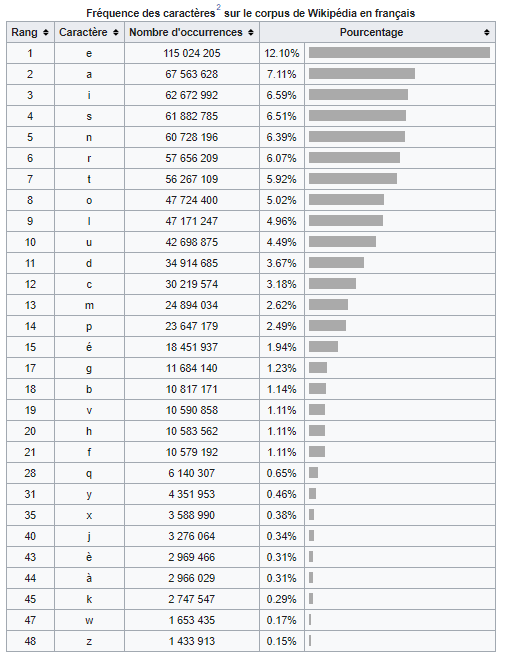 Fréquence des caractères2 sur le corpus de Wikipédia en français
Rang Caractère Nombre d'occurrences Pourcentage
1 e 115 024 205 12.10%
2 a 67 563 628 7.11%
3 i 62 672 992 6.59%
4 s 61 882 785 6.51%
5 n 60 728 196 6.39%
6 r 57 656 209 6.07%
7 t 56 267 109 5.92%
8 o 47 724 400 5.02%
9 l 47 171 247 4.96%
10 u 42 698 875 4.49%
11 d 34 914 685 3.67%
12 c 30 219 574 3.18%
13 m 24 894 034 2.62%
14 p 23 647 179 2.49%
15 é 18 451 937 1.94%
17 g 11 684 140 1.23%
18 b 10 817 171 1.14%
19 v 10 590 858 1.11%
20 h 10 583 562 1.11%
21 f 10 579 192 1.11%
28 q 6 140 307 0.65%
31 y 4 351 953 0.46%
35 x 3 588 990 0.38%
40 j 3 276 064 0.34%
43 è 2 969 466 0.31%
44 à 2 966 029 0.31%
45 k 2 747 547 0.29%
47 w 1 653 435 0.17%
48 z 1 433 913 0.15%